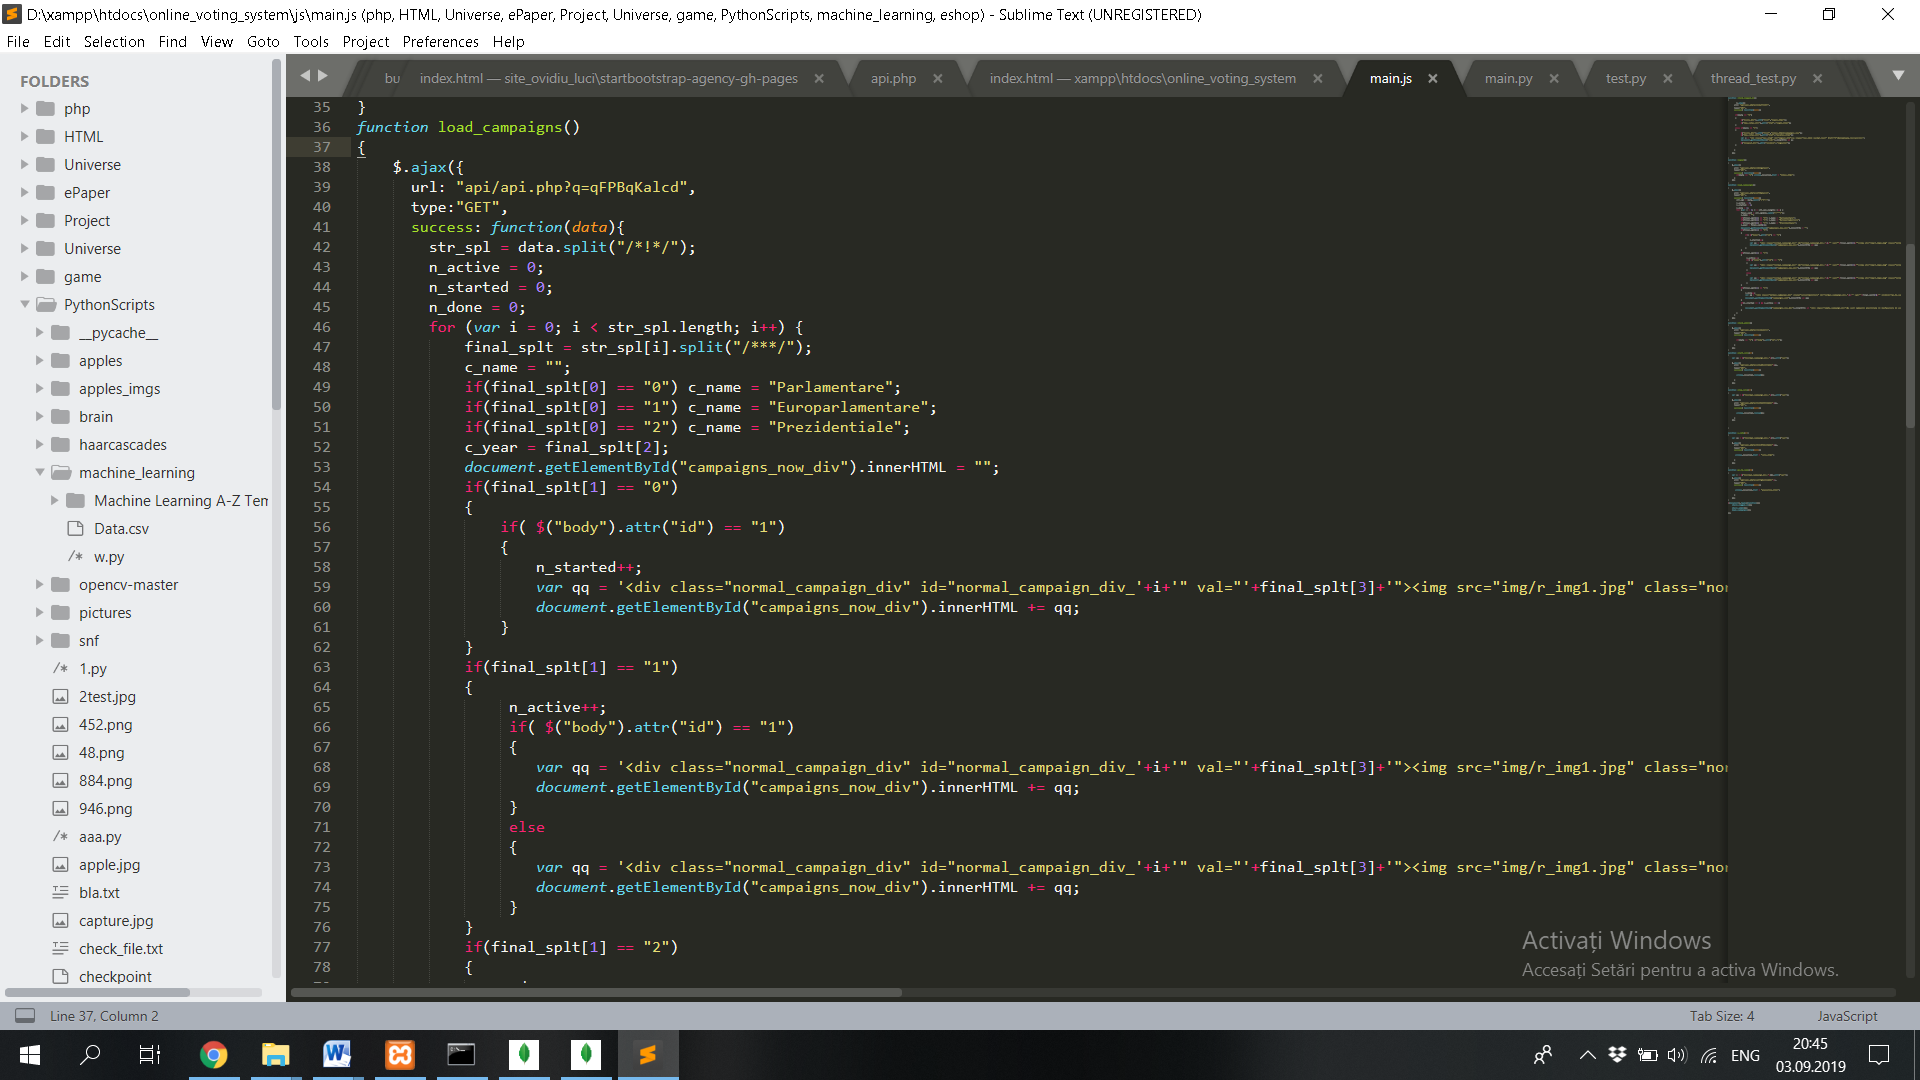 D:\xampp\htdocs\online_voting_system\js\main.js (php, HTML, Universe, ePaper, Project, Universe, game, PythonScripts, machine_learning, eshop) - Sublime Text (UNREGISTERED)
File Edit Selection Find View Goto Tools Project Preferences Help
FOLDERS
php
HTML
Universe
ePaper
Project
Universe
game
PythonScripts
__pycache__
apples
apples_imgs
brain
haarcascades
machine_learning
Machine Learning A-Z Tem
Data.csv
/* w.py
opencv-master
pictures
snf
/* 1.py
2test.jpg
452.png
48.png
884.png
946.png
/* aaa.py
apple.jpg
bla.txt
capture.jpg
check_file.txt
checkpoint
bu index.html — site_ovidiu_luci\startbootstrap-agency-gh-pages × api.php × index.html — xampp\htdocs\online_voting_system × main.js × main.py × test.py × thread_test.py ×
35 }
36 function load_campaigns()
37 {
38 $.ajax({
39 url: "api/api.php?q=qFPBqKalcd",
40 type:"GET",
41 success: function(data){
42 str_spl = data.split("/*!*/");
43 n_active = 0;
44 n_started = 0;
45 n_done = 0;
46 for (var i = 0; i < str_spl.length; i++) {
47 final_splt = str_spl[i].split("/***/");
48 c_name = "";
49 if(final_splt[0] == "0") c_name = "Parlamentare";
50 if(final_splt[0] == "1") c_name = "Europarlamentare";
51 if(final_splt[0] == "2") c_name = "Prezidentiale";
52 c_year = final_splt[2];
53 document.getElementById("campaigns_now_div").innerHTML = "";
54 if(final_splt[1] == "0")
55 {
56 if( $("body").attr("id") == "1")
57 {
58 n_started++;
59 var qq = '<div class="normal_campaign_div" id="normal_campaign_div_'+i+'" val="'+final_splt[3]+'"><img src="img/r_img1.jpg" class="nor
60 document.getElementById("campaigns_now_div").innerHTML += qq;
61 }
62 }
63 if(final_splt[1] == "1")
64 {
65 n_active++;
66 if( $("body").attr("id") == "1")
67 {
68 var qq = '<div class="normal_campaign_div" id="normal_campaign_div_'+i+'" val="'+final_splt[3]+'"><img src="img/r_img1.jpg" class="nor
69 document.getElementById("campaigns_now_div").innerHTML += qq;
70 }
71 else
72 {
73 var qq = '<div class="normal_campaign_div" id="normal_campaign_div_'+i+'" val="'+final_splt[3]+'"><img src="img/r_img1.jpg" class="nor
74 document.getElementById("campaigns_now_div").innerHTML += qq;
75 }
76 }
77 if(final_splt[1] == "2")
78 {
Activați Windows
Accesați Setări pentru a activa Windows.
Line 37, Column 2 Tab Size: 4 JavaScript
ENG 20:45
03.09.2019